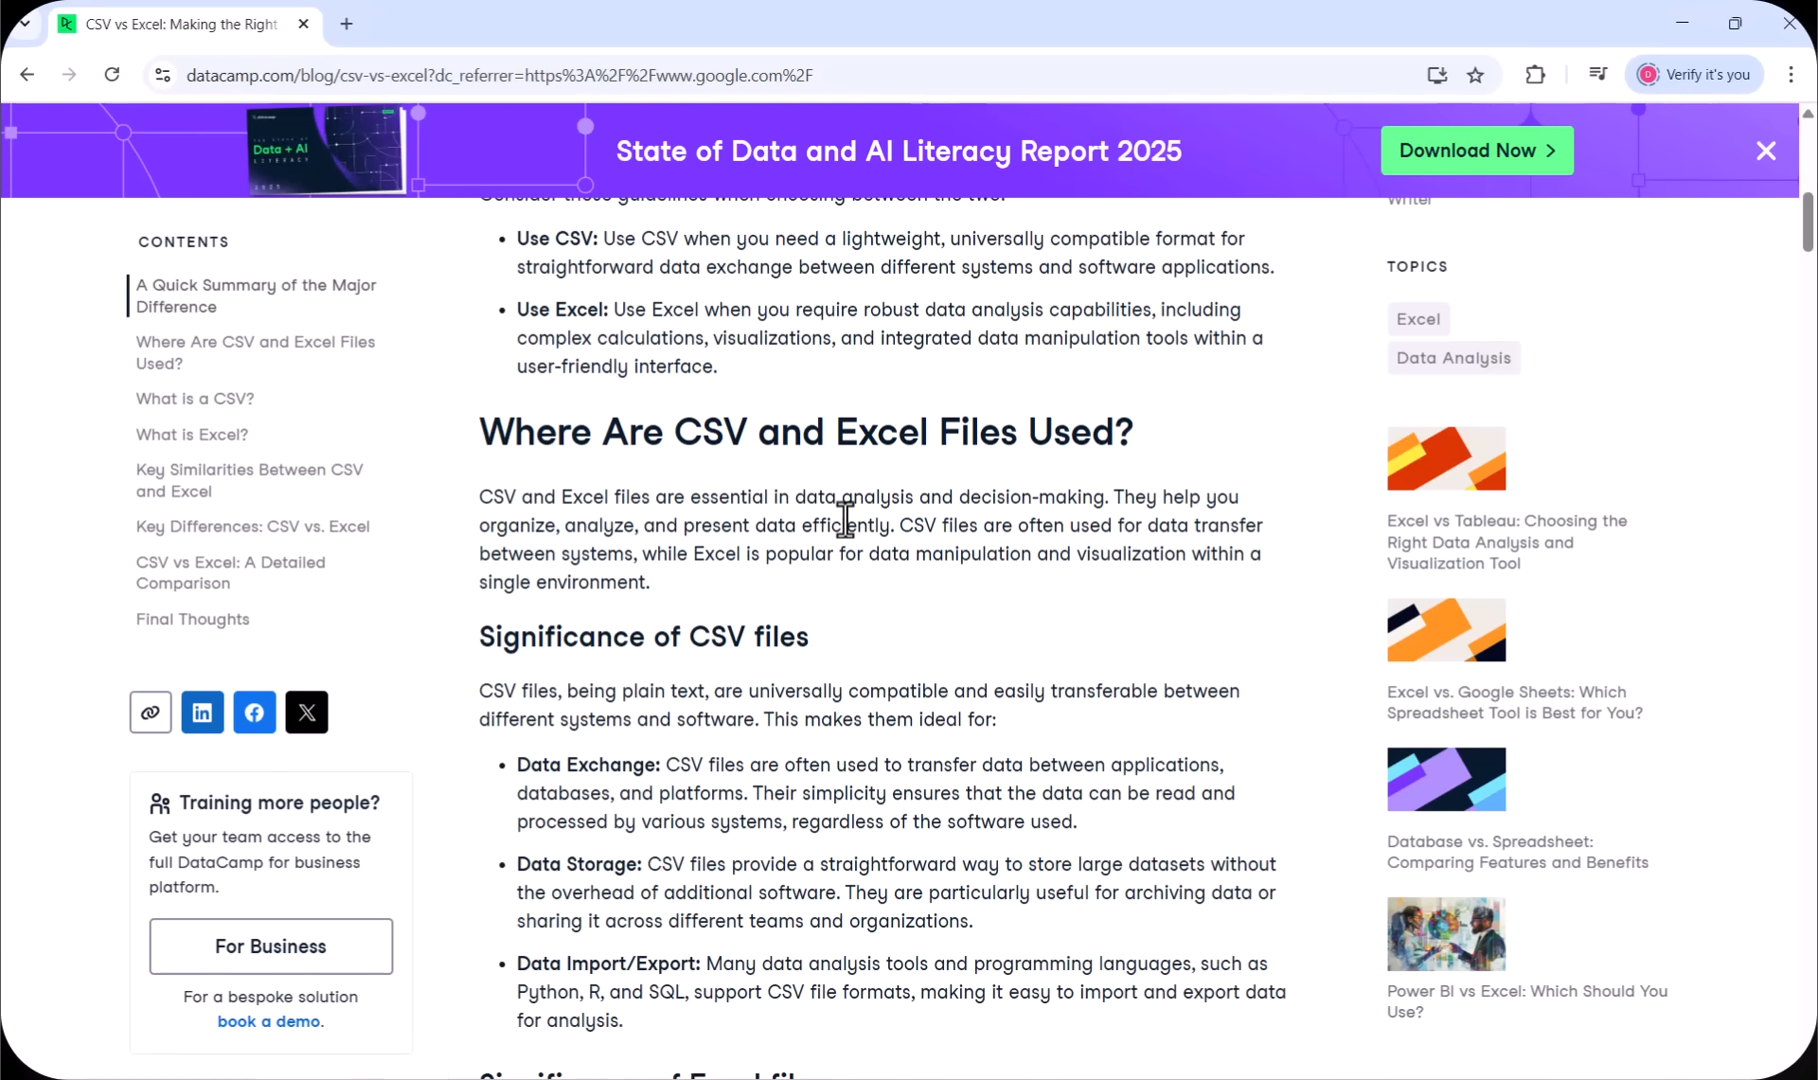 CSV vs Excel: Making the Right
datacamp.com/blog/csv-vs-excel?dc_referrer=https%3A%2F%2Fwww.google.com%2F
D
Verify it's you
Data + AI
LITERACY
2025
State of Data and AI Literacy Report 2025
Download Now
Consider these guidelines when choosing between the two:
Writer
CONTENTS
A Quick Summary of the Major
Difference
Where Are CSV and Excel Files
Used?
What is a CSV?
What is Excel?
Key Similarities Between CSV
and Excel
Key Differences: CSV vs. Excel
CSV vs Excel: A Detailed
Comparison
Final Thoughts
Training more people?
Get your team access to the
full DataCamp for business
platform.
For Business
For a bespoke solution
book a demo.
• Use CSV: Use CSV when you need a lightweight, universally compatible format for
straightforward data exchange between different systems and software applications.
• Use Excel: Use Excel when you require robust data analysis capabilities, including
complex calculations, visualizations, and integrated data manipulation tools within a
user-friendly interface.
Where Are CSV and Excel Files Used?
CSV and Excel files are essential in data analysis and decision-making. They help you
organize, analyze, and present data efficiently. CSV files are often used for data transfer
between systems, while Excel is popular for data manipulation and visualization within a
single environment.
Significance of CSV files
CSV files, being plain text, are universally compatible and easily transferable between
different systems and software. This makes them ideal for:
• Data Exchange: CSV files are often used to transfer data between applications,
databases, and platforms. Their simplicity ensures that the data can be read and
processed by various systems, regardless of the software used.
• Data Storage: CSV files provide a straightforward way to store large datasets without
the overhead of additional software. They are particularly useful for archiving data or
sharing it across different teams and organizations.
• Data Import/Export: Many data analysis tools and programming languages, such as
Python, R, and SQL, support CSV file formats, making it easy to import and export data
for analysis.
Significance of Excel files
TOPICS
Excel
Data Analysis
Excel vs Tableau: Choosing the
Right Data Analysis and
Visualization Tool
Excel vs. Google Sheets: Which
Spreadsheet Tool is Best for You?
Database vs. Spreadsheet:
Comparing Features and Benefits
Power BI vs Excel: Which Should You
Use?